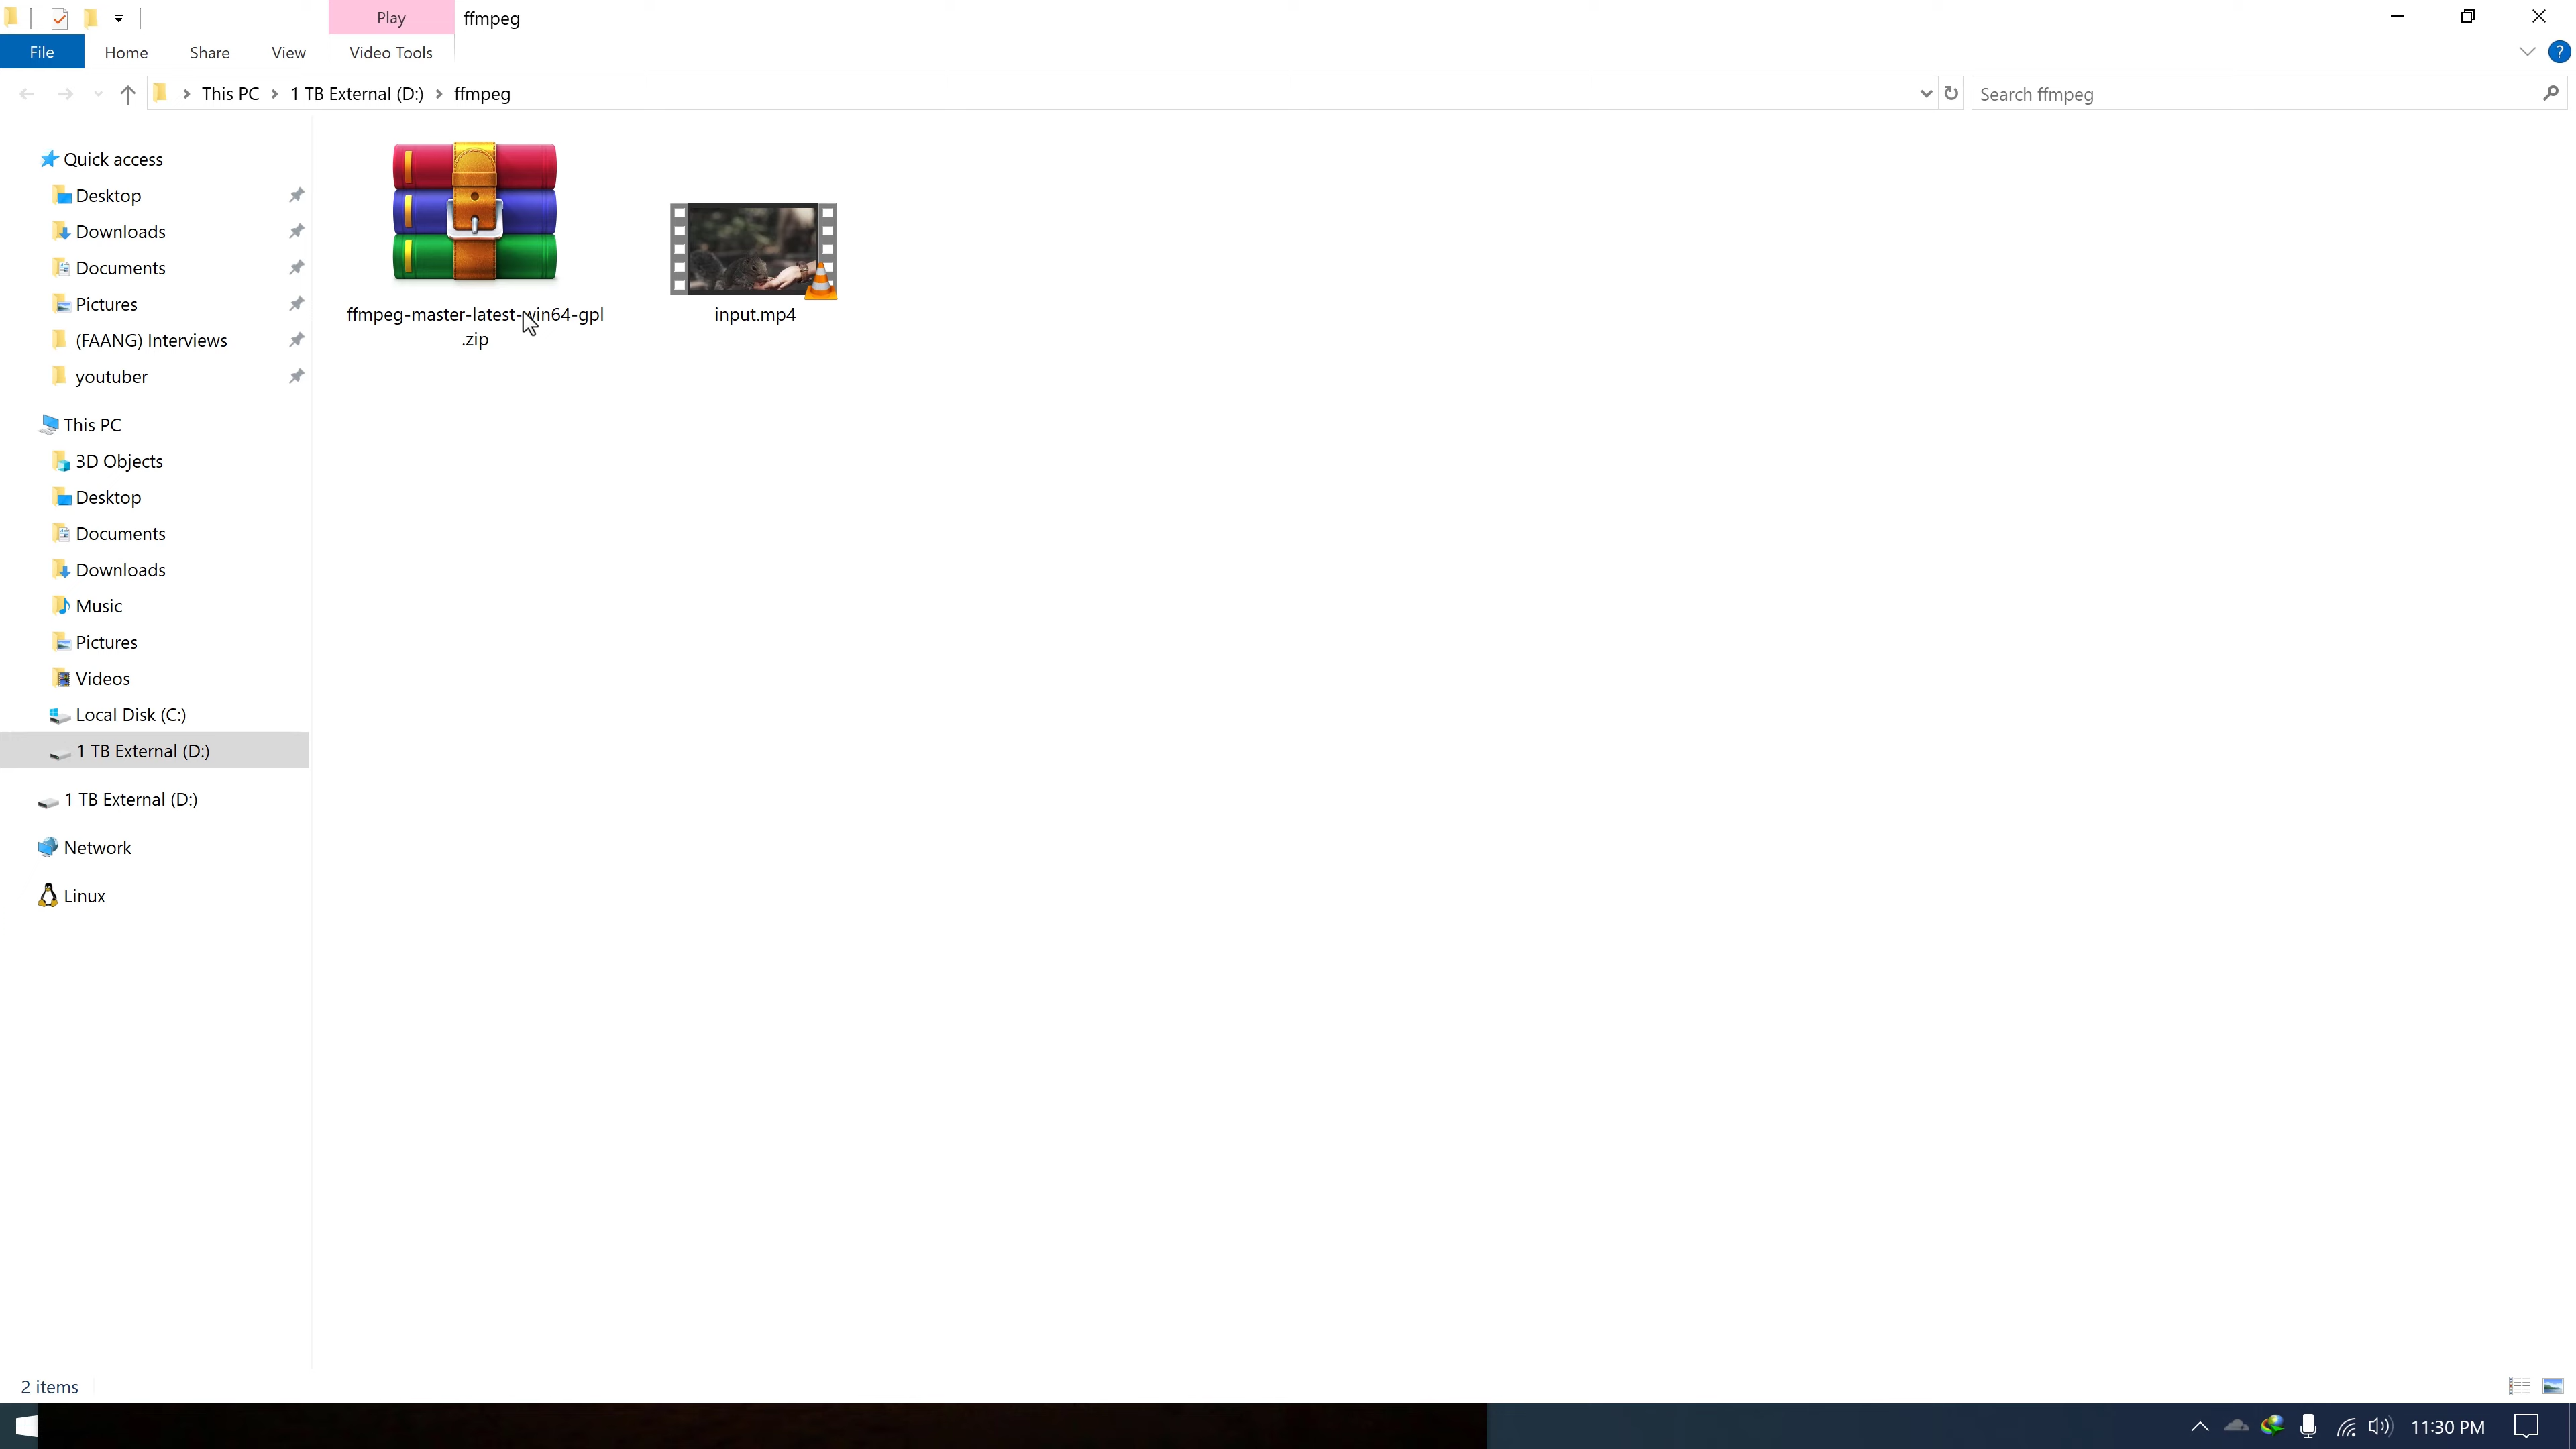 Play
ffmpeg
File
Home
Share
View
Video Tools
?
This PC
1 TB External (D:)
ffmpeg
Search ffmpeg
Quick access
Desktop
Downloads
Documents
Pictures
(FAANG) Interviews
youtuber
This PC
3D Objects
Desktop
Documents
Downloads
Music
Pictures
Videos
Local Disk (C:)
1 TB External (D:)
1 TB External (D:)
Network
Linux
ffmpeg-master-latest-win64-gpl
.zip
input.mp4
2 items
11:30 PM